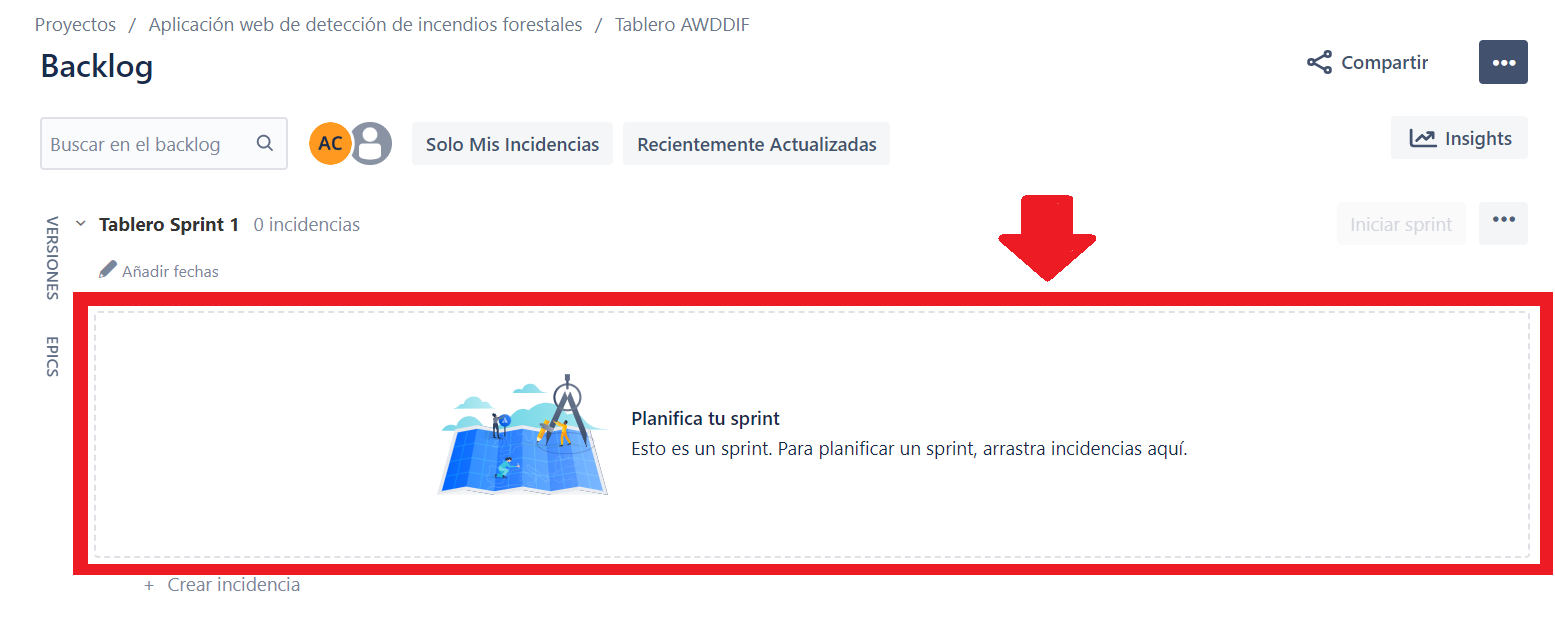 Proyectos / Aplicación web de detección de incendios forestales / Tablero AWDDIF
Backlog
Compartir
Buscar en el backlog
AC
Solo Mis Incidencias
Recientemente Actualizadas
Insights
VERSIONES
EPICS
Tablero Sprint 1 0 incidencias
Iniciar sprint
Añadir fechas
Planifica tu sprint
Esto es un sprint. Para planificar un sprint, arrastra incidencias aquí.
+ Crear incidencia